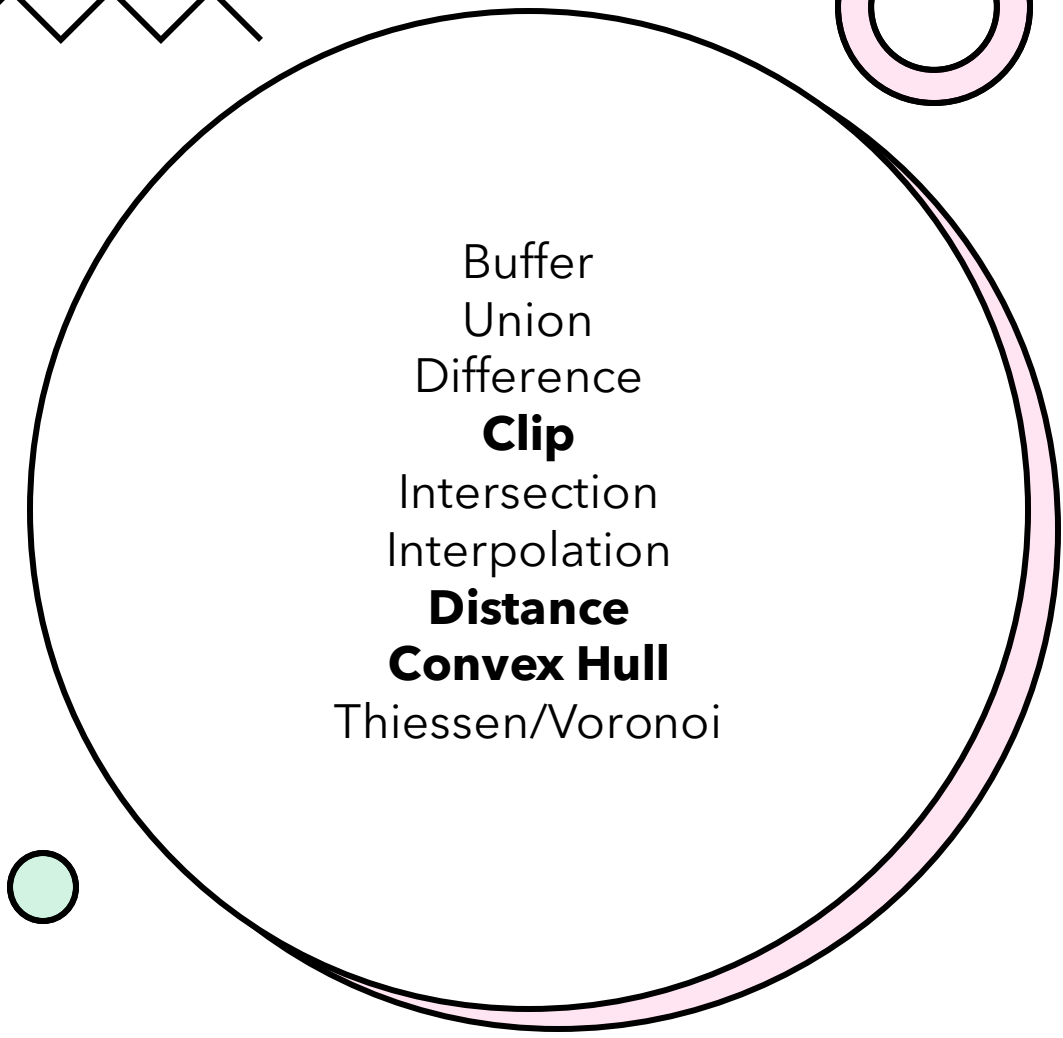 Buffer
Union
Difference
Clip
Intersection
Interpolation
Distance
Convex Hull
Thiessen/Voronoi